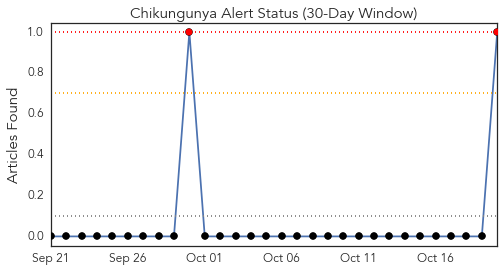 Chikungunya Alert Status (30-Day Window)
Articles Found
1.0
0.8
0.6
0.4
0.2
0.0
Sep 21 Sep 26 Oct 01 Oct 06 Oct 11 Oct 16